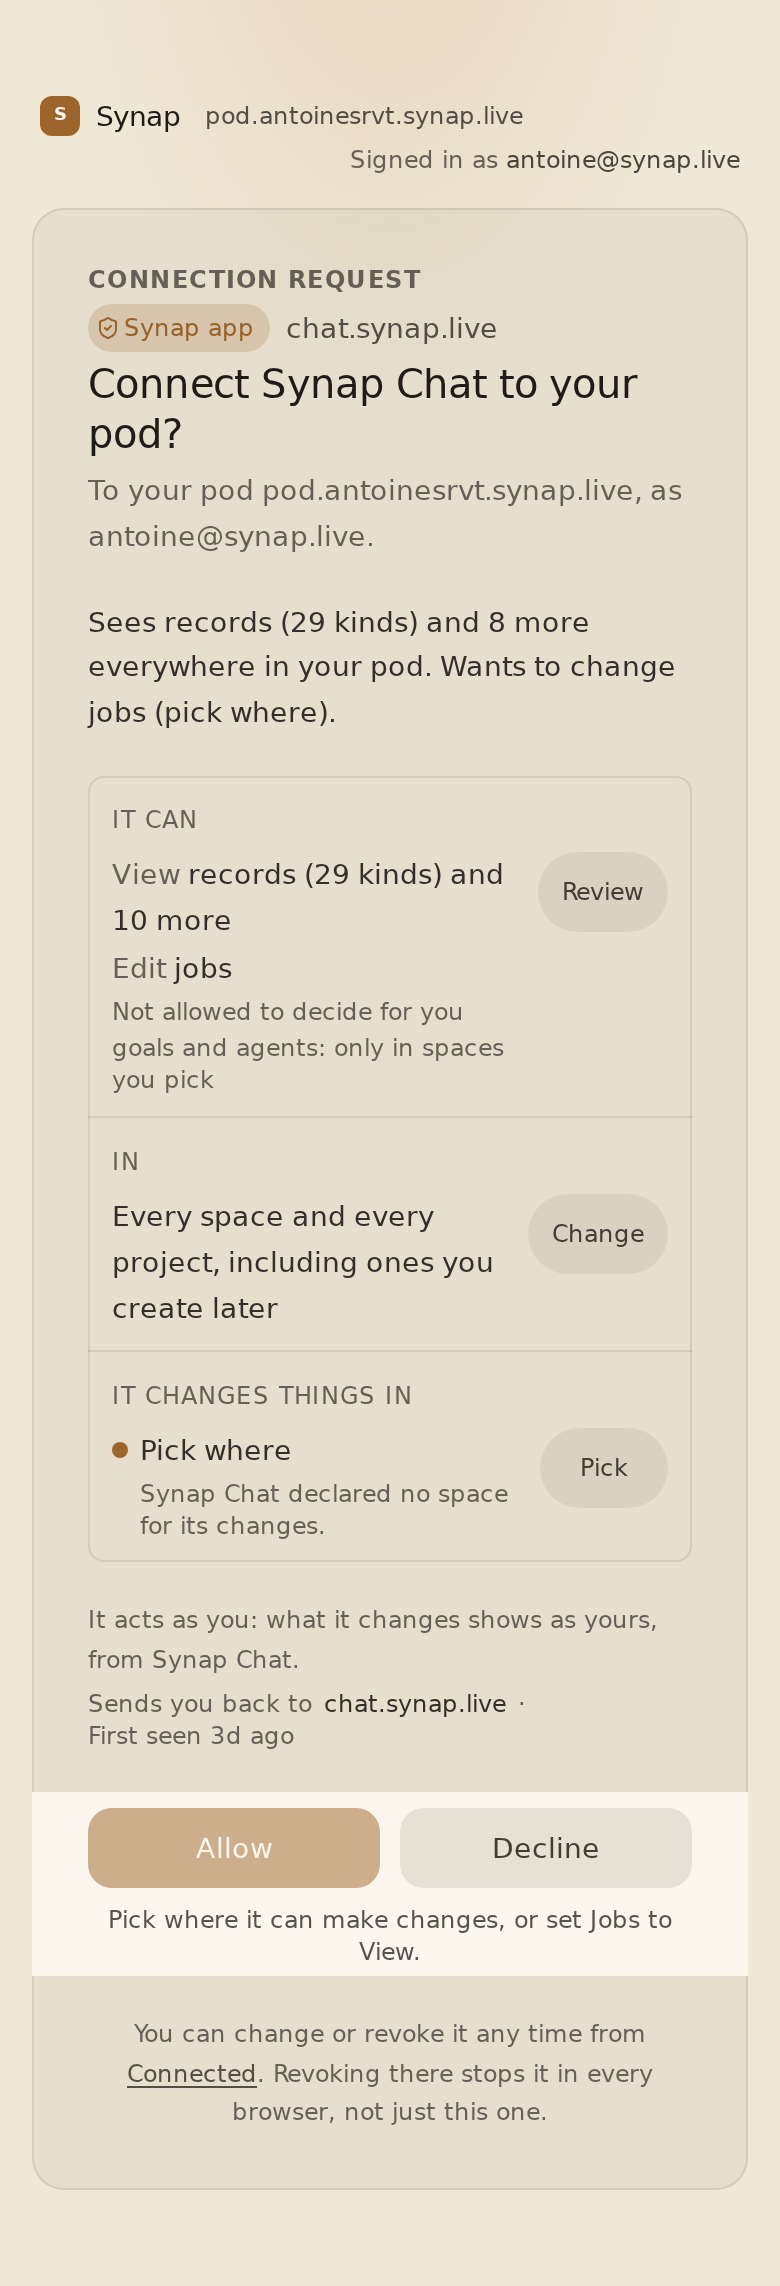 S Synap pod.antoinesrvt.synap.live
Signed in as antoine@synap.live
CONNECTION REQUEST
Synap app chat.synap.live
Connect Synap Chat to your
pod?
To your pod pod.antoinesrvt.synap.live, as
antoine@synap.live.
Sees records (29 kinds) and 8 more
everywhere in your pod. Wants to change
jobs (pick where).
IT CAN
View records (29 kinds) and
10 more
Review
Edit jobs
Not allowed to decide for you
goals and agents: only in spaces
you pick
IN
Every space and every
project, including ones you
create later
Change
IT CHANGES THINGS IN
Pick where
Synap Chat declared no space
for its changes.
Pick
It acts as you: what it changes shows as yours,
from Synap Chat.
Sends you back to chat.synap.live ·
First seen 3d ago
Allow Decline
Pick where it can make changes, or set Jobs to
View.
You can change or revoke it any time from
Connected. Revoking there stops it in every
browser, not just this one.